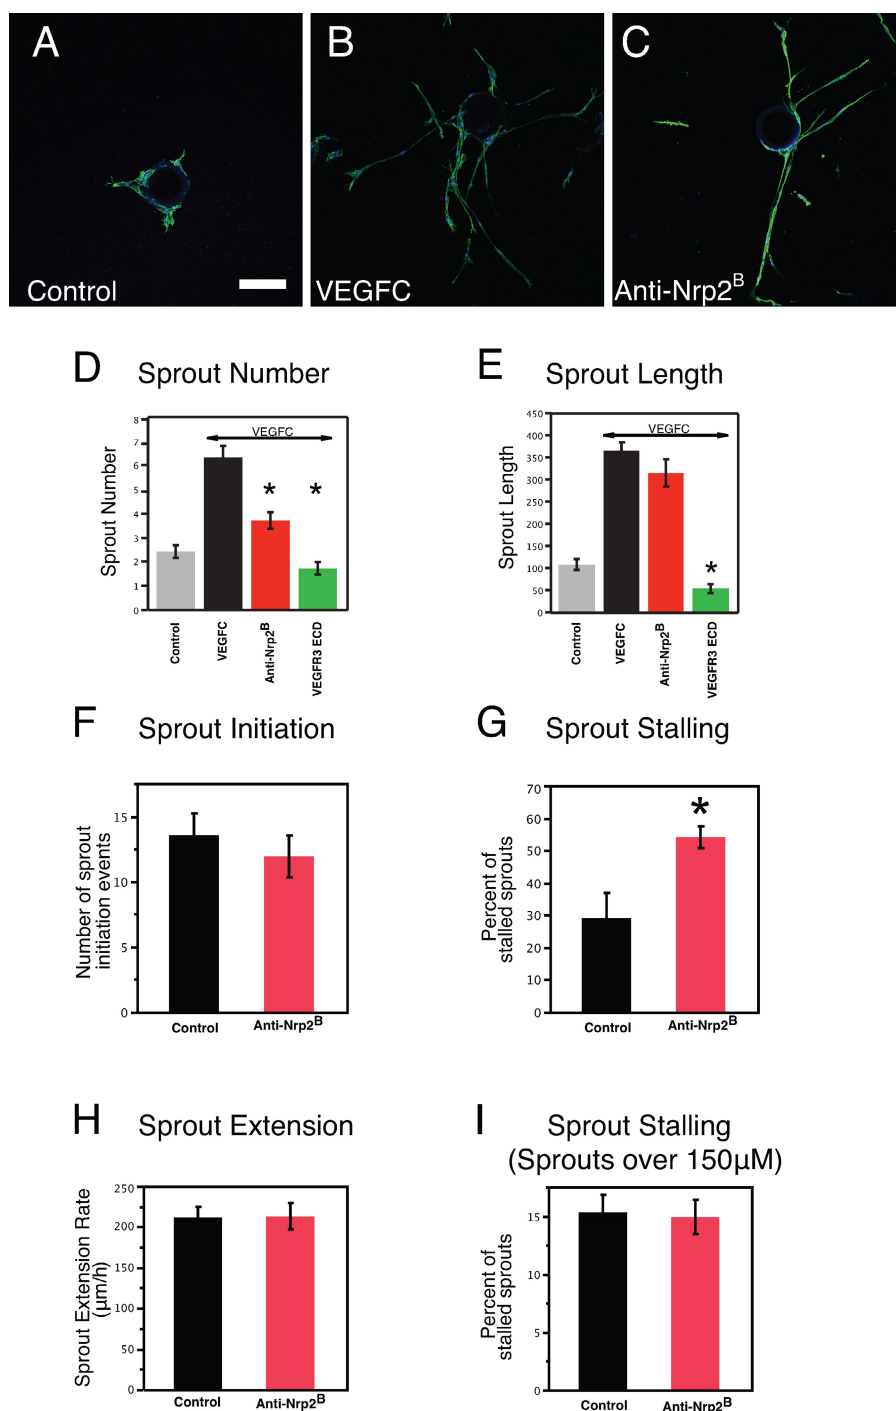 A
B
C
Control
VEGFC
Anti-Nrp2B
D Sprout Number
Sprout Number
8
7
6
5
4
3
2
1
0
VEGFC
* *
Control
VEGFC
Anti-Nrp2B
VEGFR3 ECD
E Sprout Length
Sprout Length
450
400
350
300
250
200
150
100
50
0
VEGFC
*
Control
VEGFC
Anti-Nrp2B
VEGFR3 ECD
F Sprout Initiation
Number of sprout
initiation events
15
10
5
0
Control Anti-Nrp2B
G Sprout Stalling
Percent of
stalled sprouts
70
60
50
40
30
20
10
0
*
Control Anti-Nrp2B
H Sprout Extension
Sprout Extension Rate
(µm/h)
250
200
150
100
50
0
Control Anti-Nrp2B
I Sprout Stalling
(Sprouts over 150µM)
Percent of
stalled sprouts
15
10
5
0
Control Anti-Nrp2B